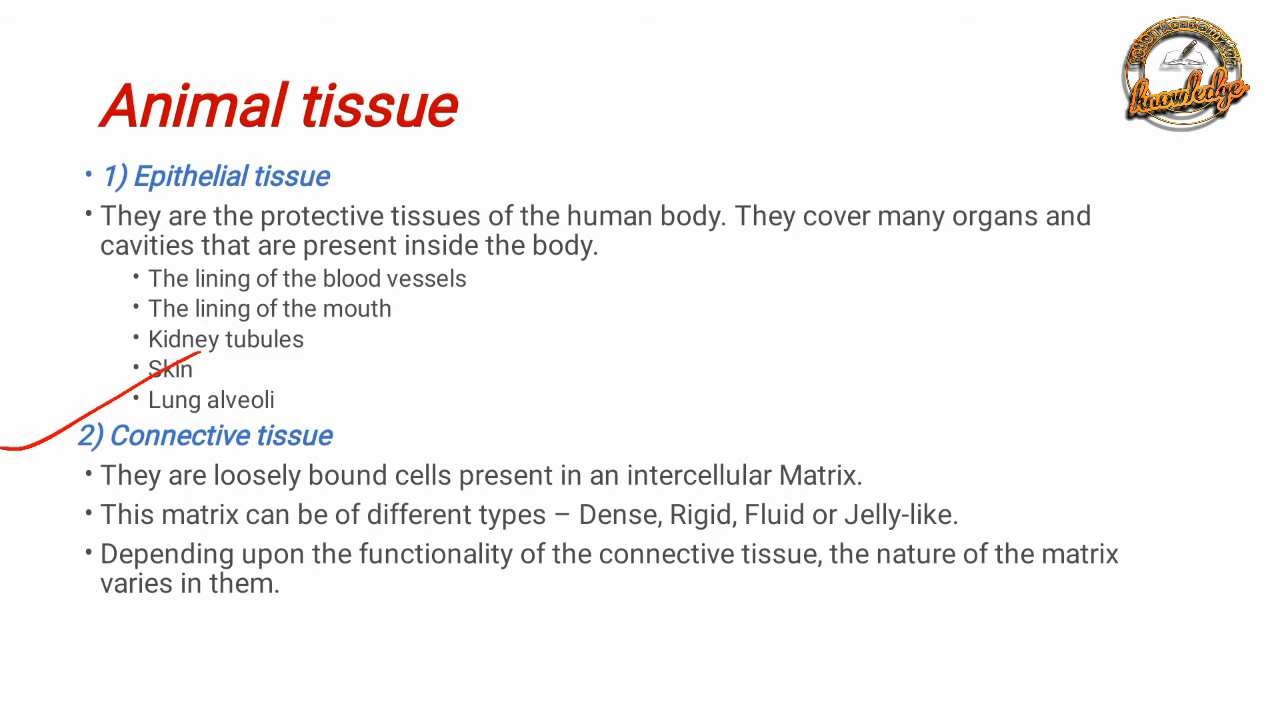 Animal tissue
• 1) Epithelial tissue
• They are the protective tissues of the human body. They cover many organs and
cavities that are present inside the body.
• The lining of the blood vessels
• The lining of the mouth
• Kidney tubules
• Skin
• Lung alveoli
2) Connective tissue
• They are loosely bound cells present in an intercellular Matrix.
• This matrix can be of different types – Dense, Rigid, Fluid or Jelly-like.
• Depending upon the functionality of the connective tissue, the nature of the matrix
varies in them.
knowledge